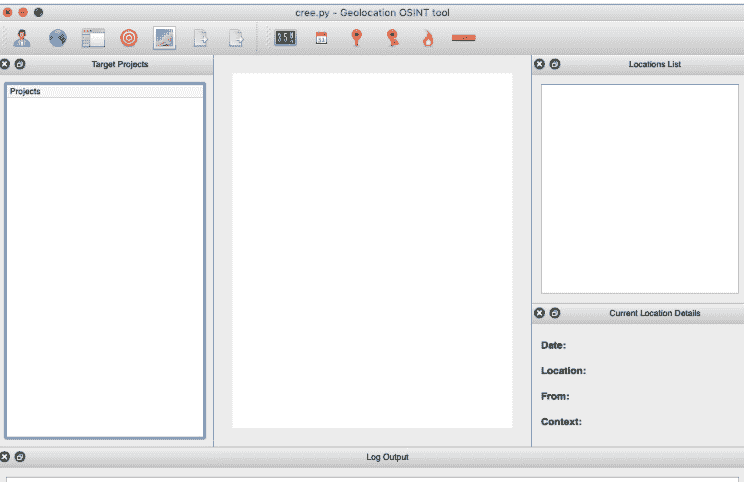 cree.py - Geolocation OSINT tool
Target Projects
Locations List
Projects
Current Location Details
Date:
Location:
From:
Context:
Log Output